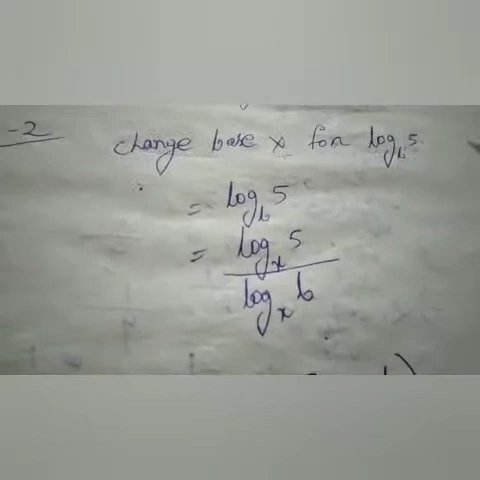 -2
change base x for log_b 5
= log_b 5
= log_x 5
log_x b